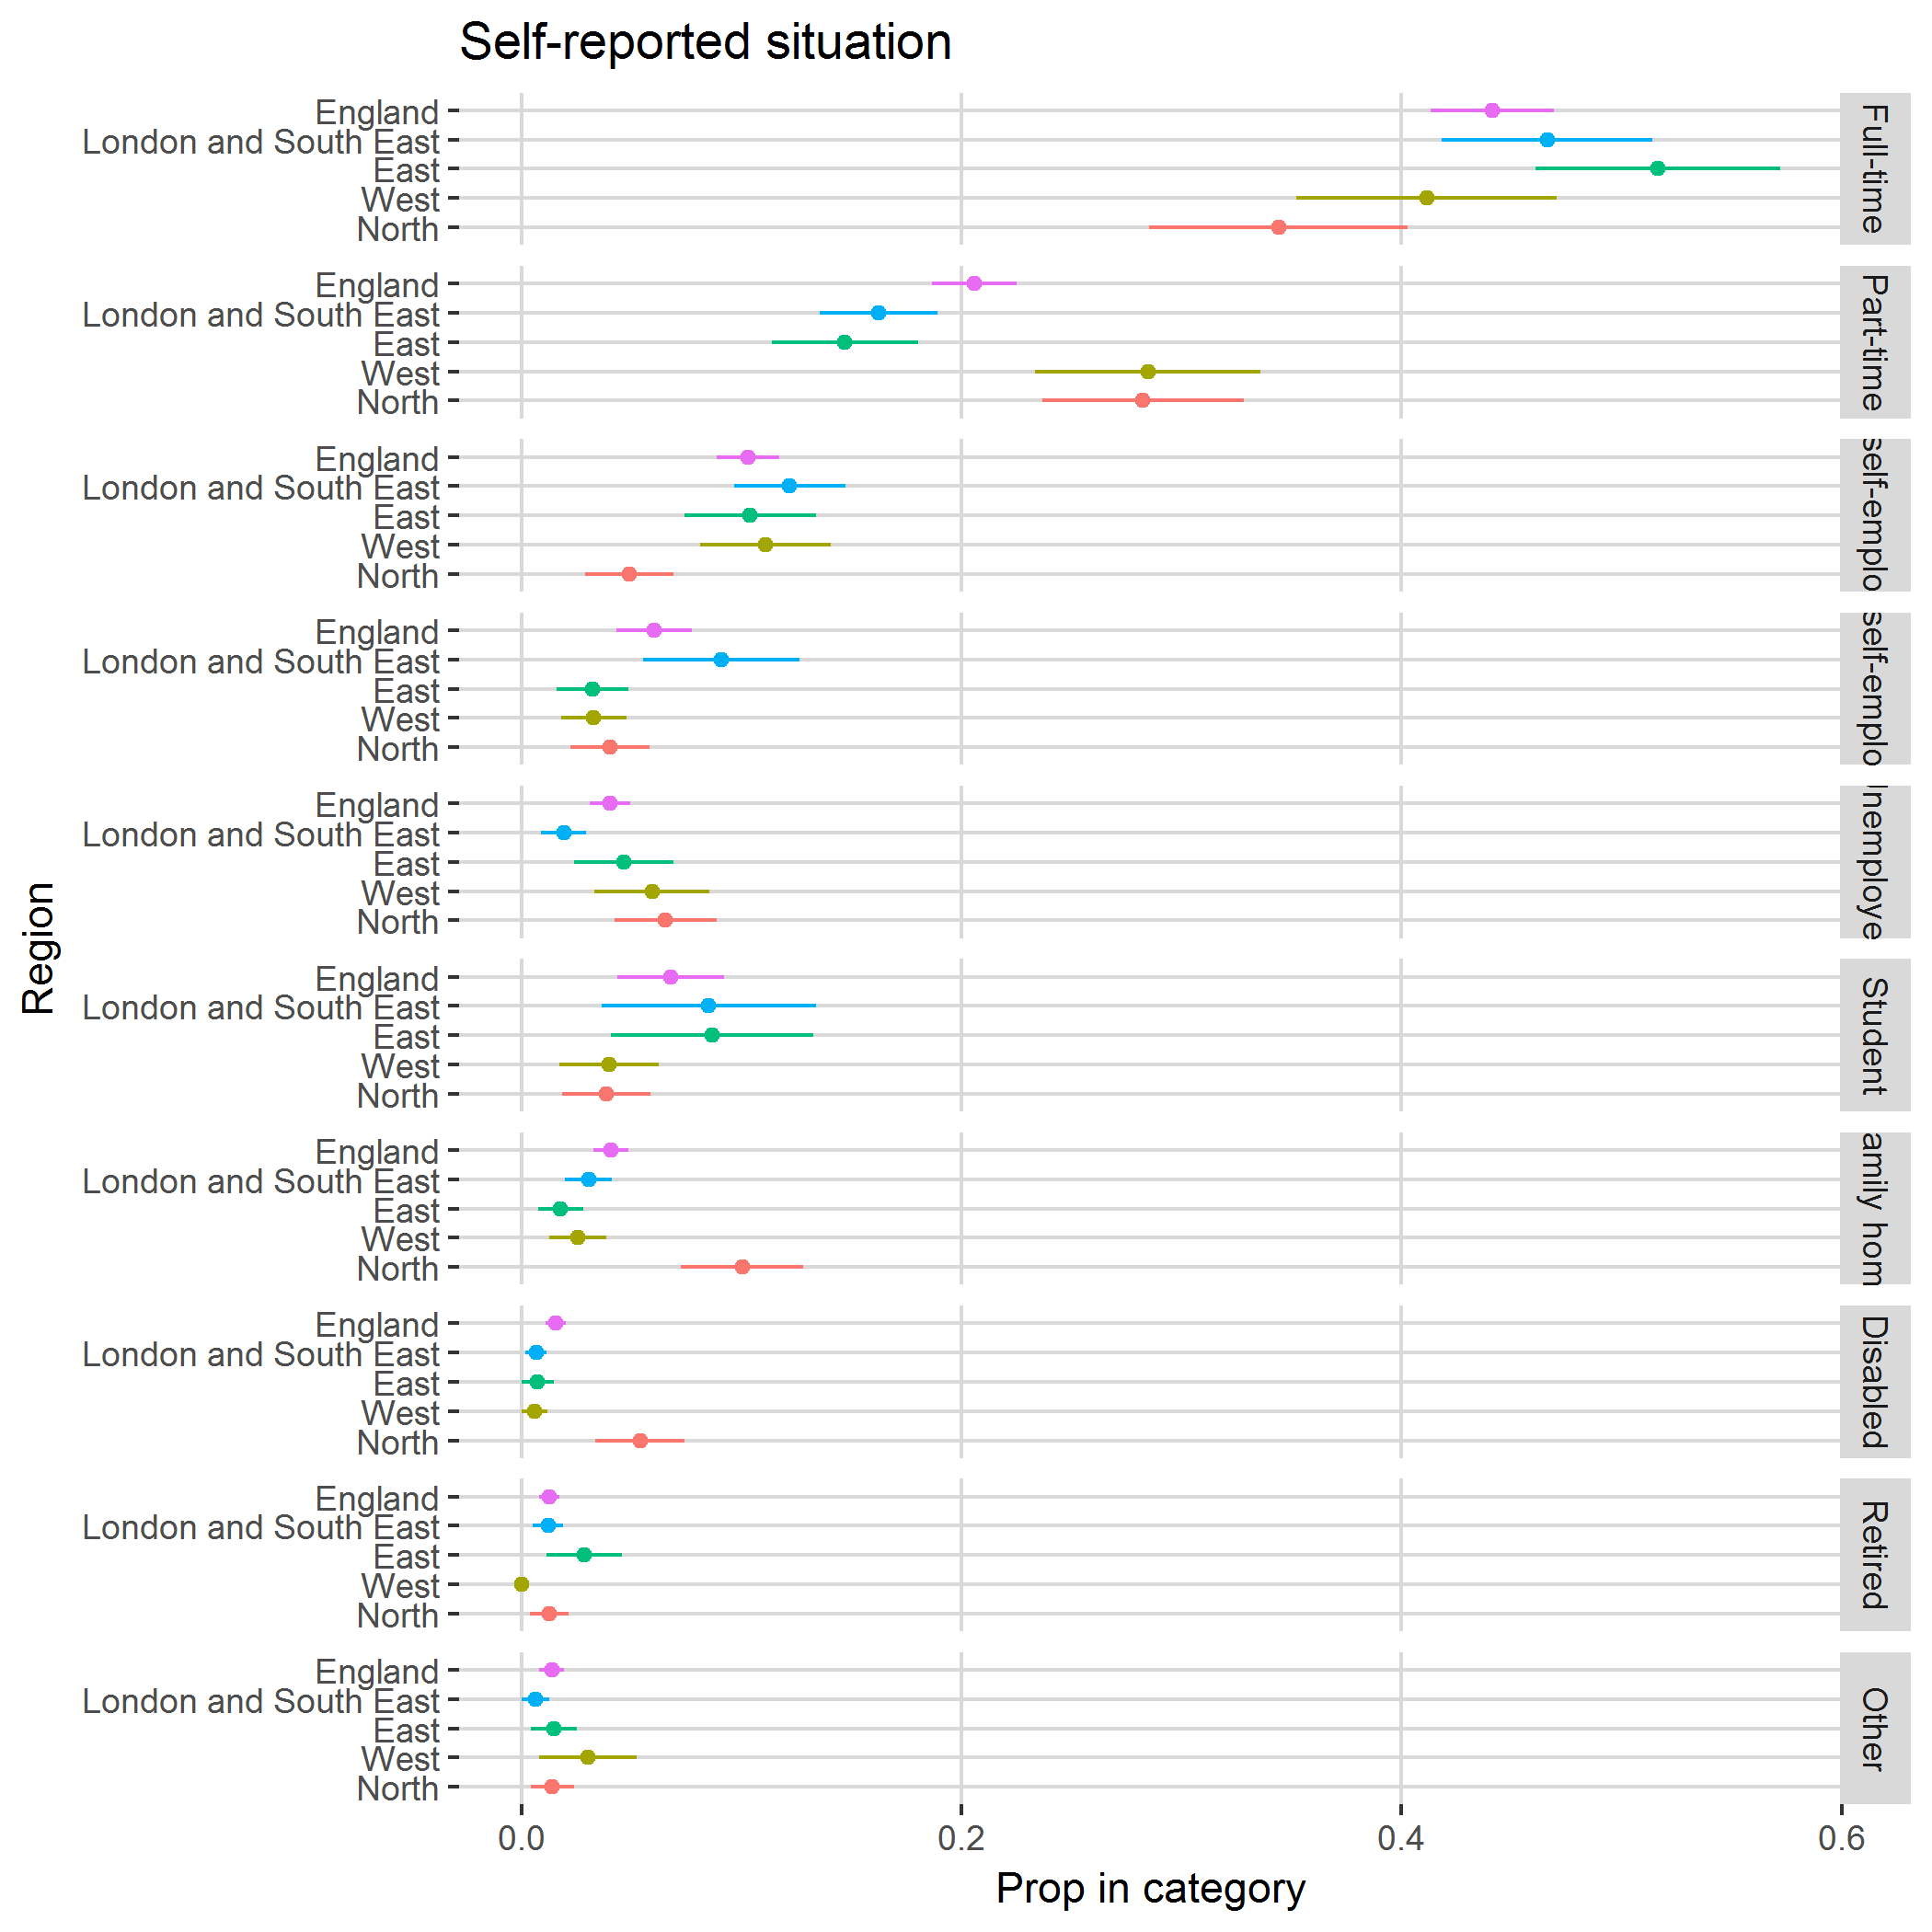 Self-reported situation
England
London and South East
East
West
North
Full-time
England
London and South East
East
West
North
Part-time
England
London and South East
East
West
North
self-emplo
England
London and South East
East
West
North
self-emplo
England
London and South East
East
West
North
nemploye
England
London and South East
East
West
North
Student
England
London and South East
East
West
North
amily hom
England
London and South East
East
West
North
Disabled
England
London and South East
East
West
North
Retired
England
London and South East
East
West
North
Other
Region
0.0 0.2 0.4 0.6
Prop in category